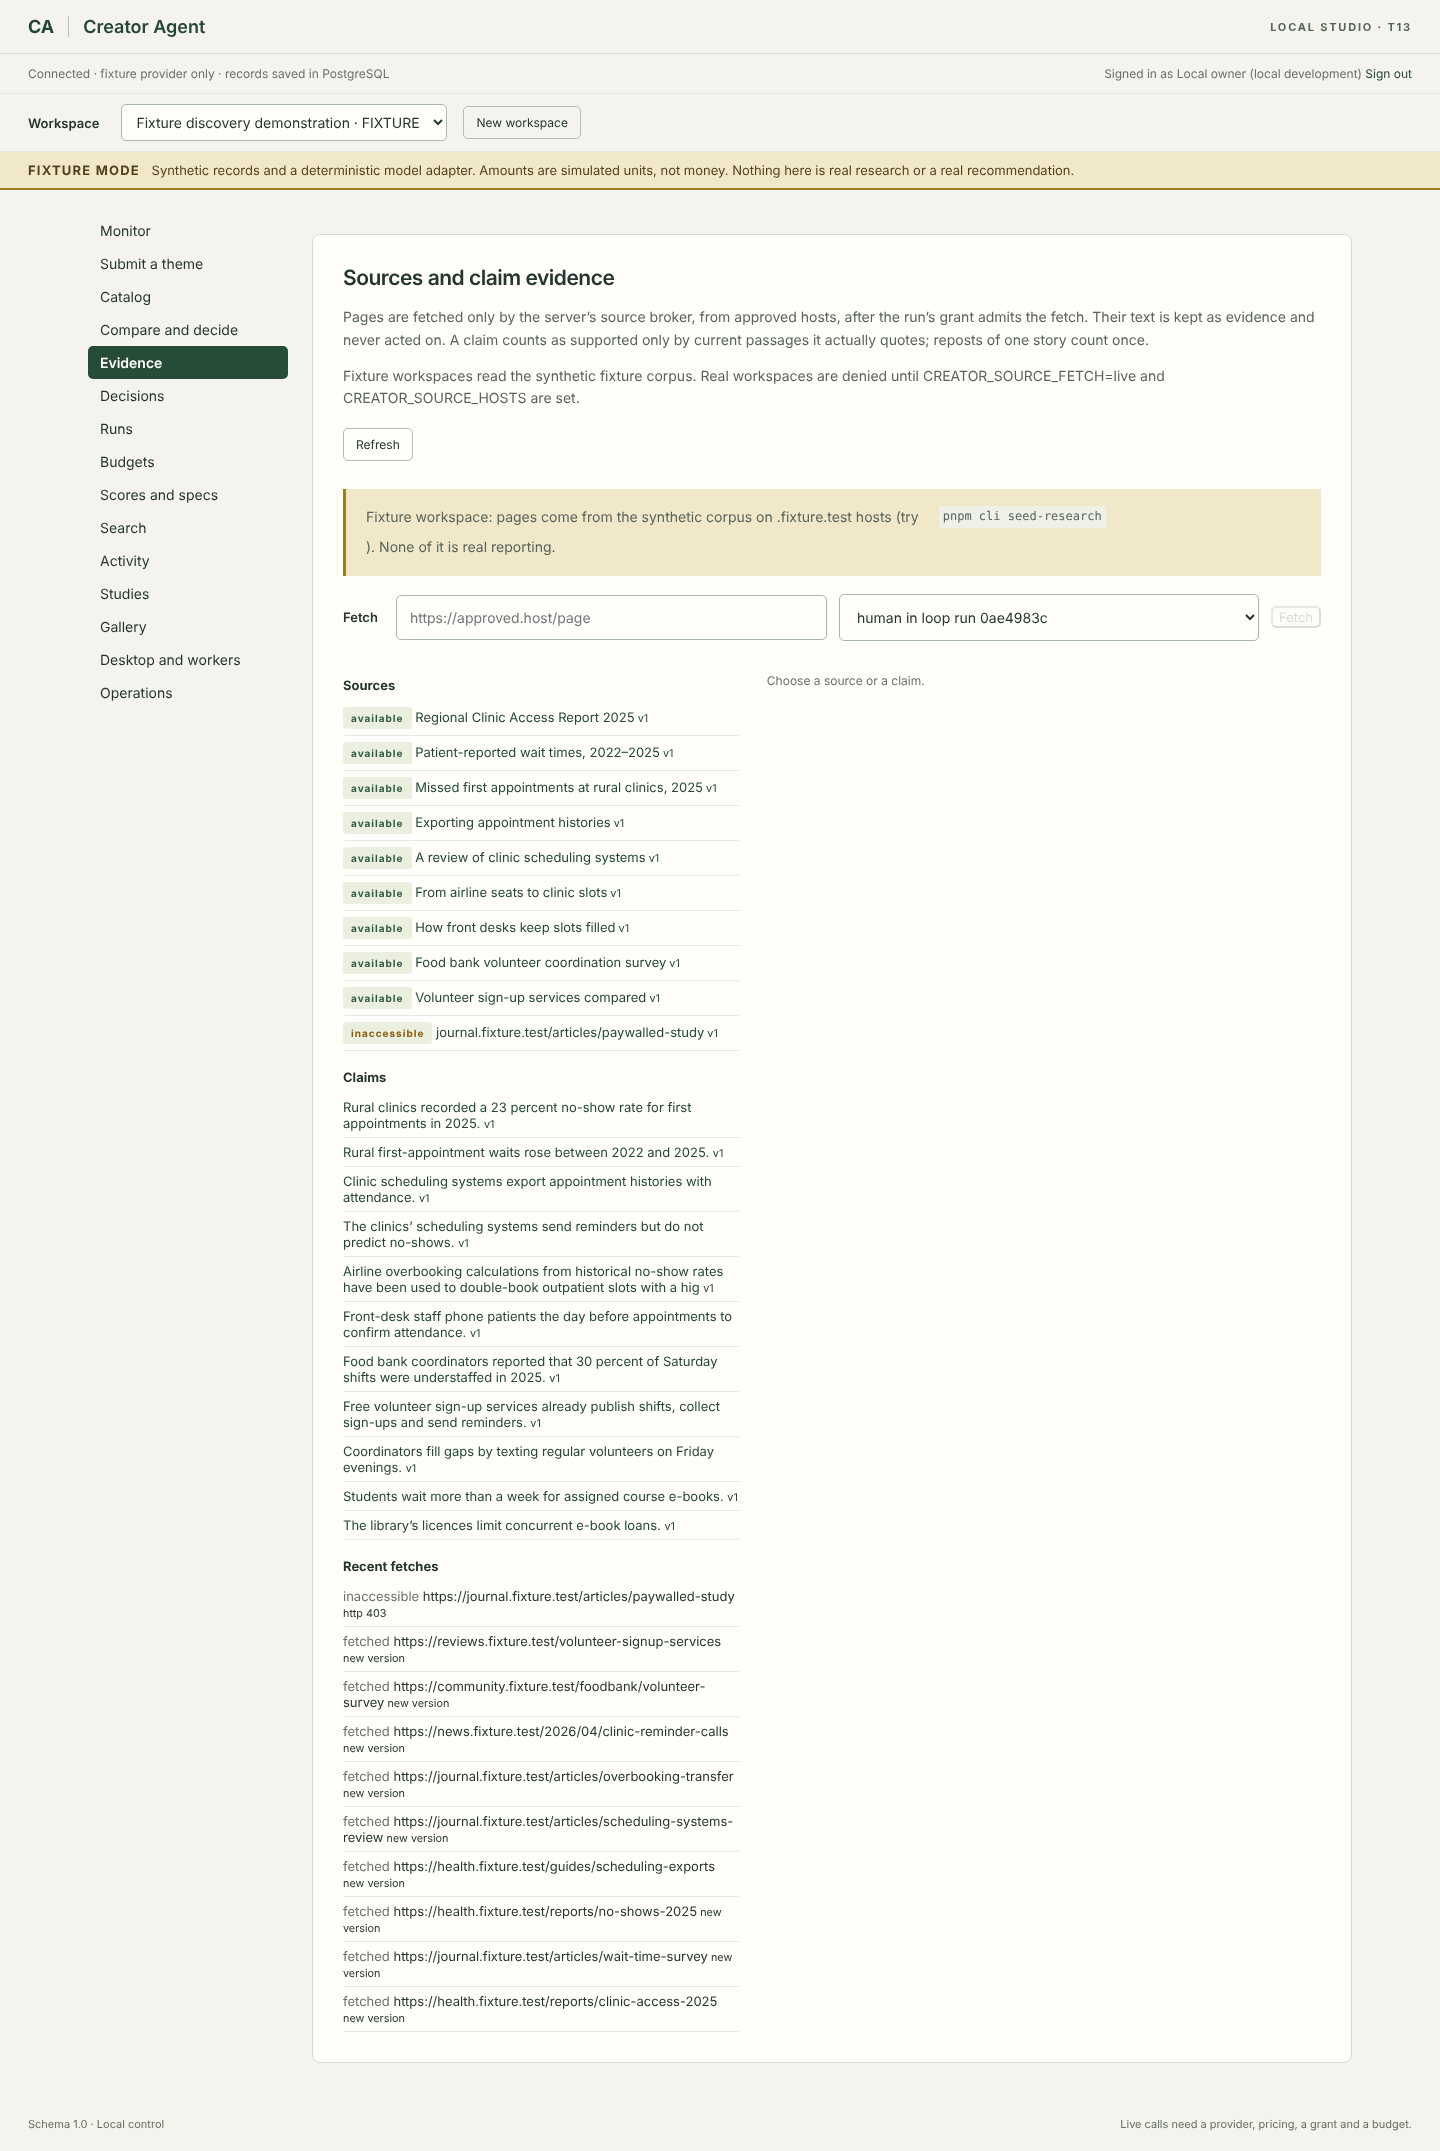 CA Creator Agent
LOCAL STUDIO · T13
Connected · fixture provider only · records saved in PostgreSQL
Signed in as Local owner (local development) Sign out
Workspace
Fixture discovery demonstration · FIXTURE
New workspace
FIXTURE MODE Synthetic records and a deterministic model adapter. Amounts are simulated units, not money. Nothing here is real research or a real recommendation.
Monitor
Submit a theme
Catalog
Compare and decide
Evidence
Decisions
Runs
Budgets
Scores and specs
Search
Activity
Studies
Gallery
Desktop and workers
Operations
Sources and claim evidence
Pages are fetched only by the server’s source broker, from approved hosts, after the run’s grant admits the fetch. Their text is kept as evidence and
never acted on. A claim counts as supported only by current passages it actually quotes; reposts of one story count once.
Fixture workspaces read the synthetic fixture corpus. Real workspaces are denied until CREATOR_SOURCE_FETCH=live and
CREATOR_SOURCE_HOSTS are set.
Refresh
Fixture workspace: pages come from the synthetic corpus on .fixture.test hosts (try pnpm cli seed-research
). None of it is real reporting.
Fetch
https://approved.host/page
human in loop run 0ae4983c
Fetch
Sources
available Regional Clinic Access Report 2025 v1
available Patient-reported wait times, 2022–2025 v1
available Missed first appointments at rural clinics, 2025 v1
available Exporting appointment histories v1
available A review of clinic scheduling systems v1
available From airline seats to clinic slots v1
available How front desks keep slots filled v1
available Food bank volunteer coordination survey v1
available Volunteer sign-up services compared v1
inaccessible journal.fixture.test/articles/paywalled-study v1
Claims
Rural clinics recorded a 23 percent no-show rate for first
appointments in 2025. v1
Rural first-appointment waits rose between 2022 and 2025. v1
Clinic scheduling systems export appointment histories with
attendance. v1
The clinics’ scheduling systems send reminders but do not
predict no-shows. v1
Airline overbooking calculations from historical no-show rates
have been used to double-book outpatient slots with a hig v1
Front-desk staff phone patients the day before appointments to
confirm attendance. v1
Food bank coordinators reported that 30 percent of Saturday
shifts were understaffed in 2025. v1
Free volunteer sign-up services already publish shifts, collect
sign-ups and send reminders. v1
Coordinators fill gaps by texting regular volunteers on Friday
evenings. v1
Students wait more than a week for assigned course e-books. v1
The library’s licences limit concurrent e-book loans. v1
Recent fetches
inaccessible https://journal.fixture.test/articles/paywalled-study
http 403
fetched https://reviews.fixture.test/volunteer-signup-services
new version
fetched https://community.fixture.test/foodbank/volunteer-
survey new version
fetched https://news.fixture.test/2026/04/clinic-reminder-calls
new version
fetched https://journal.fixture.test/articles/overbooking-transfer
new version
fetched https://journal.fixture.test/articles/scheduling-systems-
review new version
fetched https://health.fixture.test/guides/scheduling-exports
new version
fetched https://health.fixture.test/reports/no-shows-2025 new
version
fetched https://journal.fixture.test/articles/wait-time-survey new
version
fetched https://health.fixture.test/reports/clinic-access-2025
new version
Choose a source or a claim.
Schema 1.0 · Local control
Live calls need a provider, pricing, a grant and a budget.